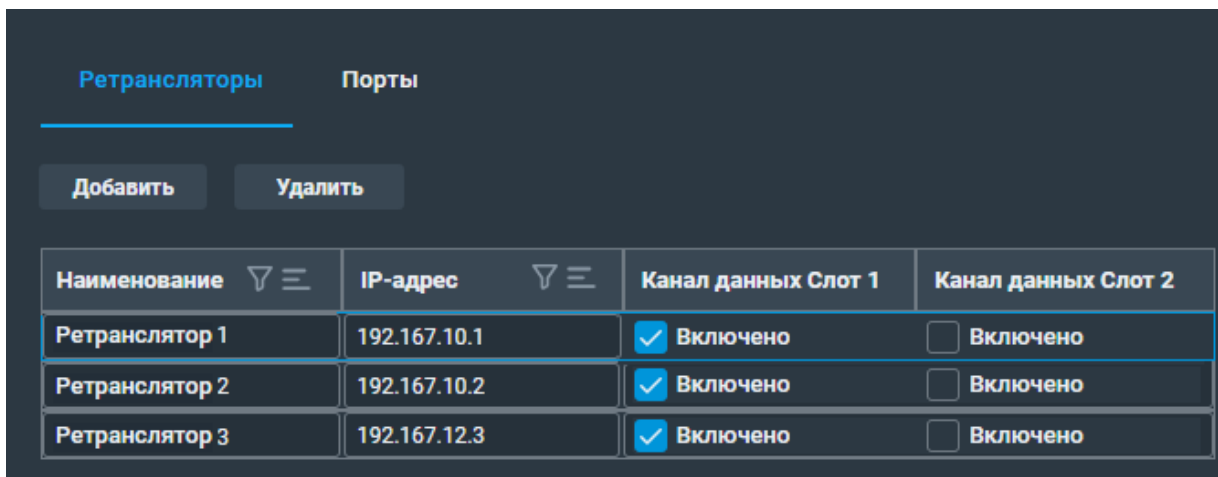 Ретрансляторы Порты
Добавить Удалить
Наименование IP-адрес Канал данных Слот 1 Канал данных Слот 2
Ретранслятор 1 192.167.10.1 Включено Включено
Ретранслятор 2 192.167.10.2 Включено Включено
Ретранслятор 3 192.167.12.3 Включено Включено